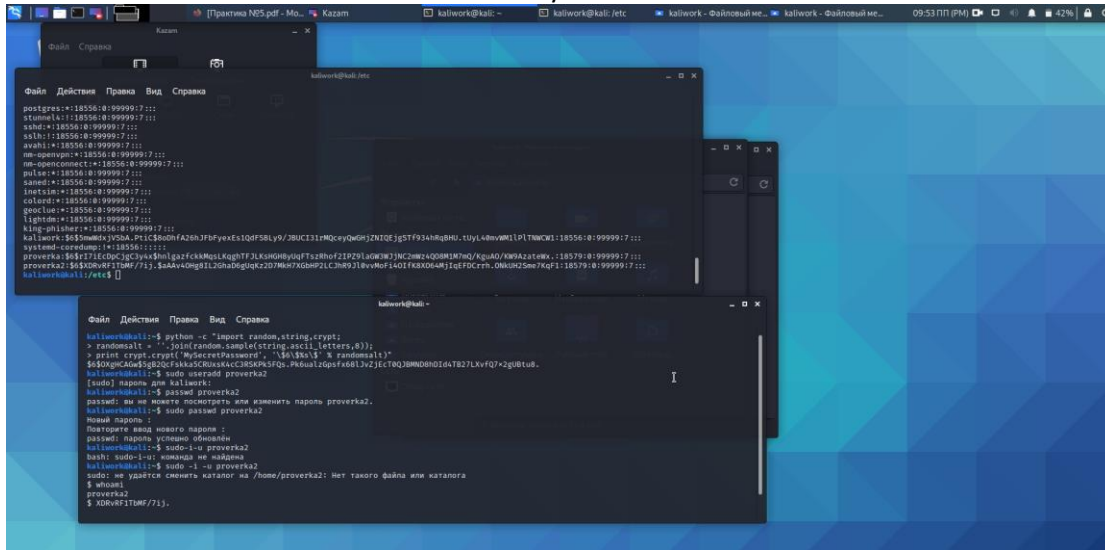 [Практика №5.pdf - Mo...
Kazam
kaliwork@kali: ~
kaliwork@kali: /etc
kaliwork - Файловый ме...
kaliwork - Файловый ме...
09:53 ПП (PM)
42%
Kazam
Файл Справка
kaliwork@kali:/etc
Файл Действия Правка Вид Справка
postgres:*:18556:0:99999:7:::
stunnel4:!:18556:0:99999:7:::
sshd:*:18556:0:99999:7:::
sslh:!:18556:0:99999:7:::
avahi:*:18556:0:99999:7:::
nm-openvpn:*:18556:0:99999:7:::
nm-openconnect:*:18556:0:99999:7:::
pulse:*:18556:0:99999:7:::
saned:*:18556:0:99999:7:::
inetsim:*:18556:0:99999:7:::
colord:*:18556:0:99999:7:::
geoclue:*:18556:0:99999:7:::
lightdm:*:18556:0:99999:7:::
king-phisher:*:18556:0:99999:7:::
systemd-coredump:!*:18556::::::
kaliwork@kali:/etc$
kaliwork@kali: ~
Файл Действия Правка Вид Справка
kaliwork@kali:~$ python -c "import random,string,crypt;
> randomsalt = ''.join(random.sample(string.ascii_letters,8));
> print crypt.crypt('MySecretPassword', '\$6\$%s\$' % randomsalt)"
kaliwork@kali:~$ sudo useradd proverka2
[sudo] пароль для kaliwork:
kaliwork@kali:~$ passwd proverka2
passwd: вы не можете посмотреть или изменить пароль proverka2.
kaliwork@kali:~$ sudo passwd proverka2
Новый пароль :
Повторите ввод нового пароля :
passwd: пароль успешно обновлён
kaliwork@kali:~$ sudo-i-u proverka2
bash: sudo-i-u: команда не найдена
kaliwork@kali:~$ sudo -i -u proverka2
sudo: не удаётся сменить каталог на /home/proverka2: Нет такого файла или каталога
$ whoami
proverka2
$ XDRvRF1TbMF/7ij.